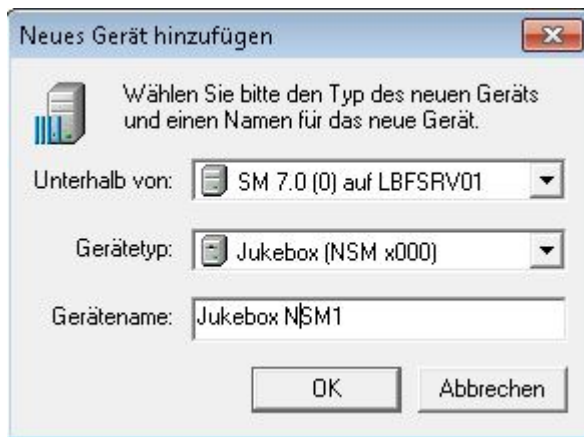 Neues Gerät hinzufügen
Wählen Sie bitte den Typ des neuen Geräts
und einen Namen für das neue Gerät.
Unterhalb von: SM 7.0 (0) auf LBFSRV01
Gerätetyp: Jukebox (NSM x000)
Gerätename: Jukebox NSM1
OK Abbrechen